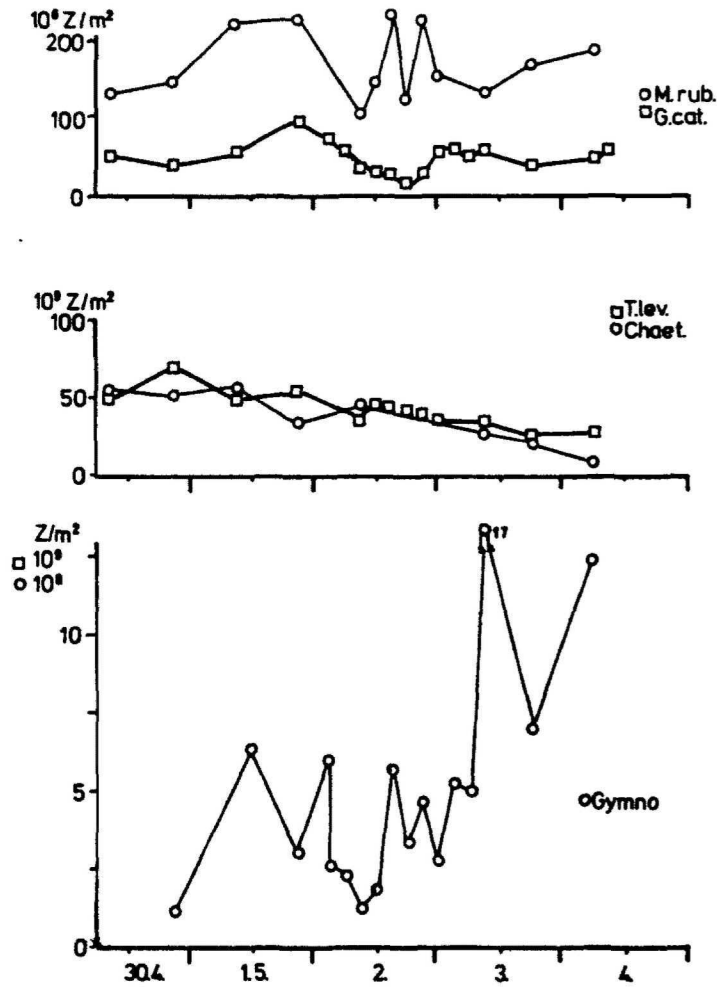 10⁶ Z/m²
200
100
0
M.rub.
G.cat.
10⁹ Z/m²
100
50
0
T.lev.
Chaet.
Z/m²
10⁹
10⁸
10
5
0
17
Gymno
30.4. 1.5. 2. 3. 4.